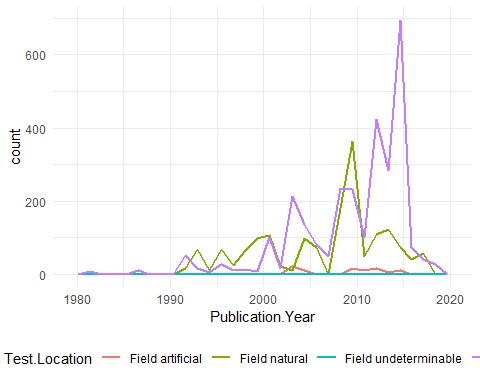 600
400
200
0
count
1980 1990 2000 2010 2020
Publication.Year
Test.Location Field artificial Field natural Field undeterminable